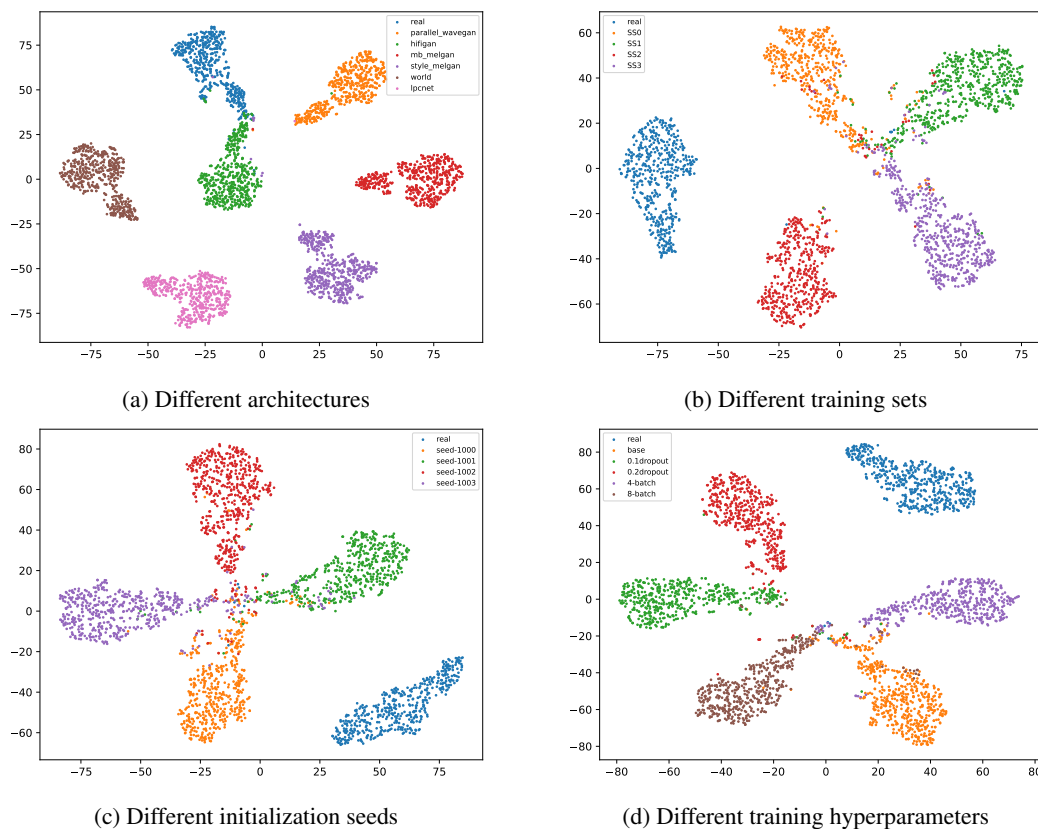 real
parallel_wavegan
hifigan
mb_melgan
style_melgan
world
lpcnet
75
50
25
0
−25
−50
−75
−75 −50 −25 0 25 50 75
(a) Different architectures
real
SS0
SS1
SS2
SS3
60
40
20
0
−20
−40
−60
−75 −50 −25 0 25 50 75
(b) Different training sets
real
seed-1000
seed-1001
seed-1002
seed-1003
80
60
40
20
0
−20
−40
−60
−75 −50 −25 0 25 50 75
(c) Different initialization seeds
real
base
0.1dropout
0.2dropout
4-batch
8-batch
80
60
40
20
0
−20
−40
−60
−80
−80 −60 −40 −20 0 20 40 60 80
(d) Different training hyperparameters